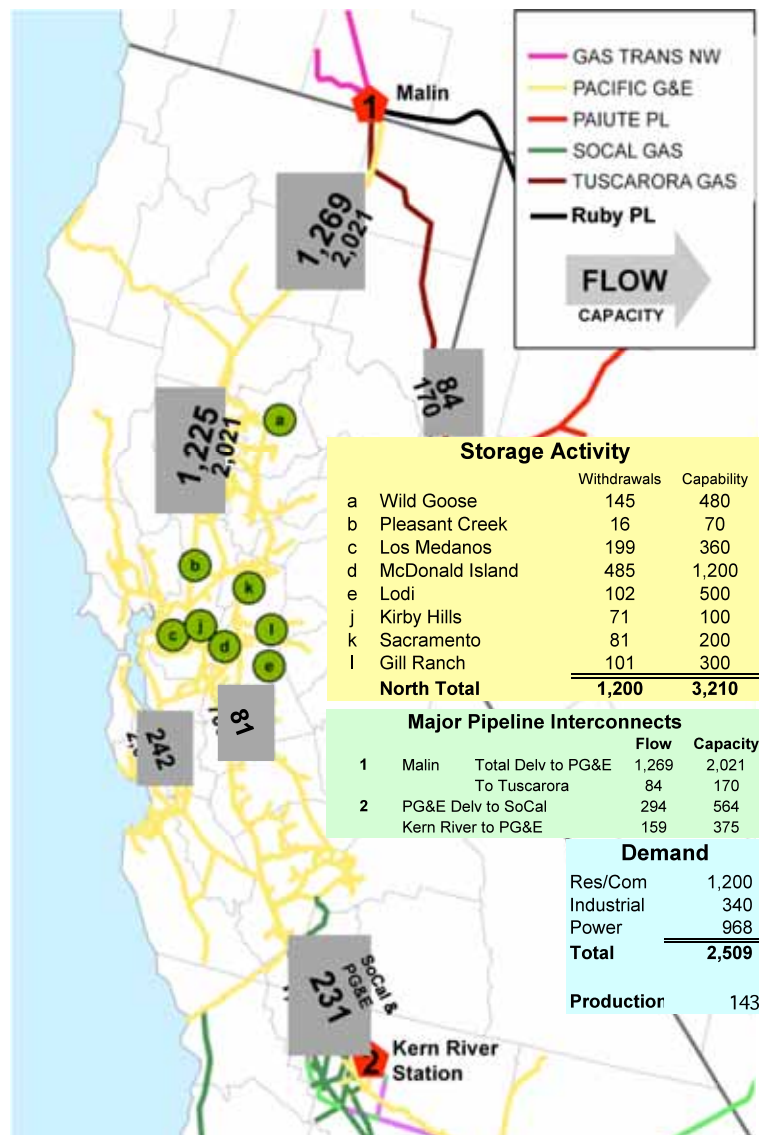 Malin
1
GAS TRANS NW
PACIFIC G&E
PAIUTE PL
SOCAL GAS
TUSCARORA GAS
Ruby PL
FLOW
CAPACITY
1,269
2,021
84
170
1,225
2,021
a
b
k
c
j
d
l
e
81
242
Storage Activity
Withdrawals Capability
a Wild Goose 145 480
b Pleasant Creek 16 70
c Los Medanos 199 360
d McDonald Island 485 1,200
e Lodi 102 500
j Kirby Hills 71 100
k Sacramento 81 200
l Gill Ranch 101 300
North Total 1,200 3,210
Major Pipeline Interconnects
Flow Capacity
1 Malin Total Delv to PG&E 1,269 2,021
To Tuscarora 84 170
2 PG&E Delv to SoCal 294 564
Kern River to PG&E 159 375
Demand
Res/Com 1,200
Industrial 340
Power 968
Total 2,509
Production 143
SoCal &
PG&E
231
2
Kern River
Station